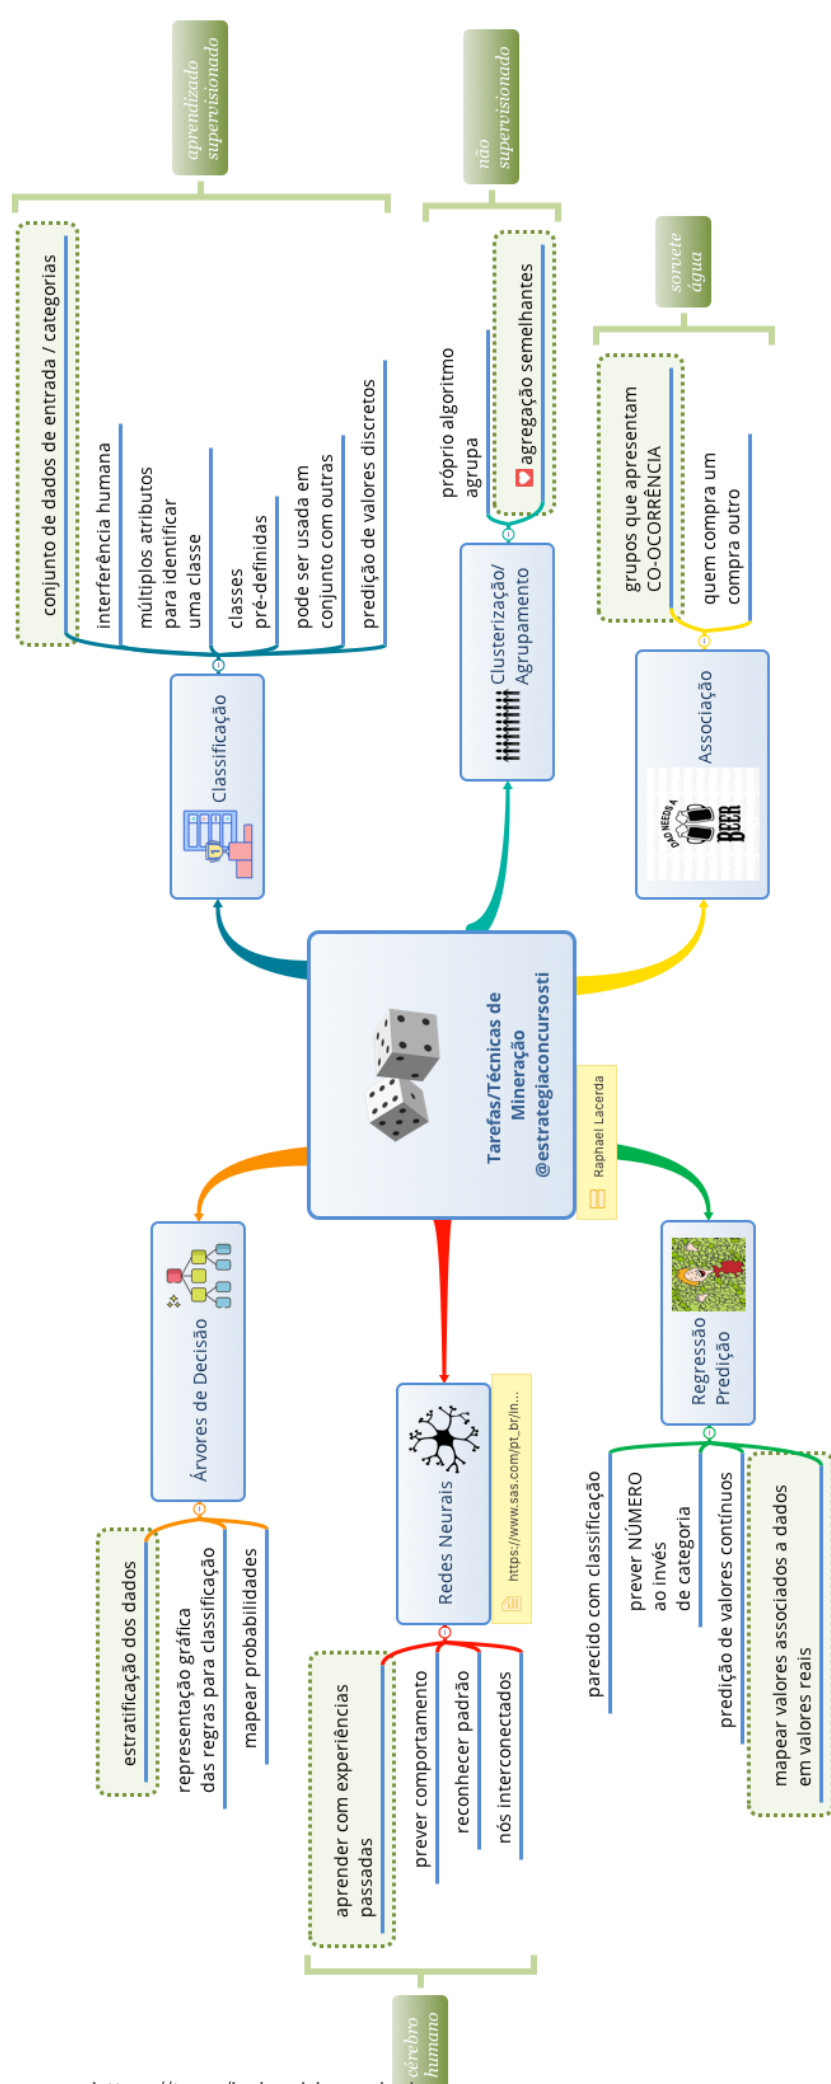 Tarefas/Técnicas de
Mineração
@estrategiaconcursosti
Raphael Lacerda
Classificação
conjunto de dados de entrada / categorias
interferência humana
múltiplos atributos
para identificar
uma classe
classes
pré-definidas
pode ser usada em
conjunto com outras
predição de valores discretos
aprendizado
supervisionado
Clusterização/
Agrupamento
próprio algoritmo
agrupa
agregação semelhantes
não
supervisionado
DAD NEEDS A
BEER
Associação
grupos que apresentam
CO-OCORRÊNCIA
quem compra um
compra outro
sorvete
água
Árvores de Decisão
estratificação dos dados
representação gráfica
das regras para classificação
mapear probabilidades
Redes Neurais
https://www.sas.com/pt_br/in...
aprender com experiências
passadas
prever comportamento
reconhecer padrão
nós interconectados
cérebro
humano
Regressão
Predição
parecido com classificação
prever NÚMERO
ao invés
de categoria
predição de valores contínuos
mapear valores associados a dados
em valores reais